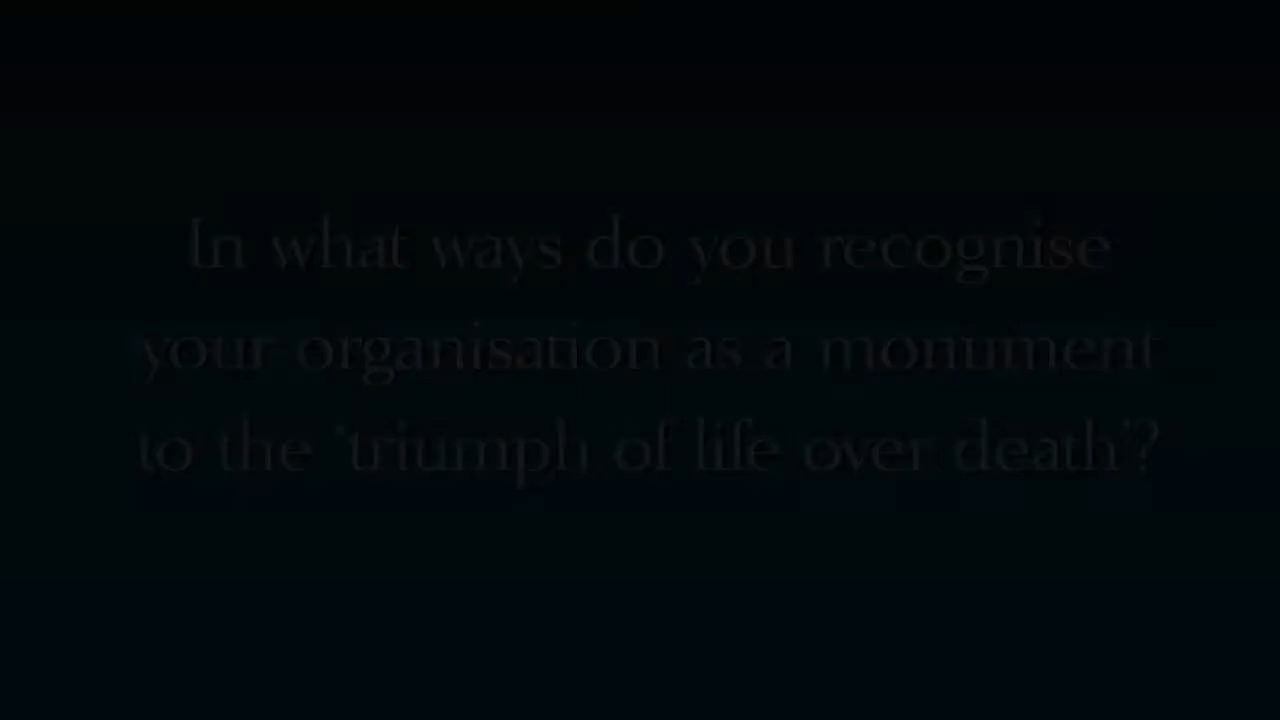 In what ways do you recognise
your organisation as a monument
to the 'triumph of life over death'?